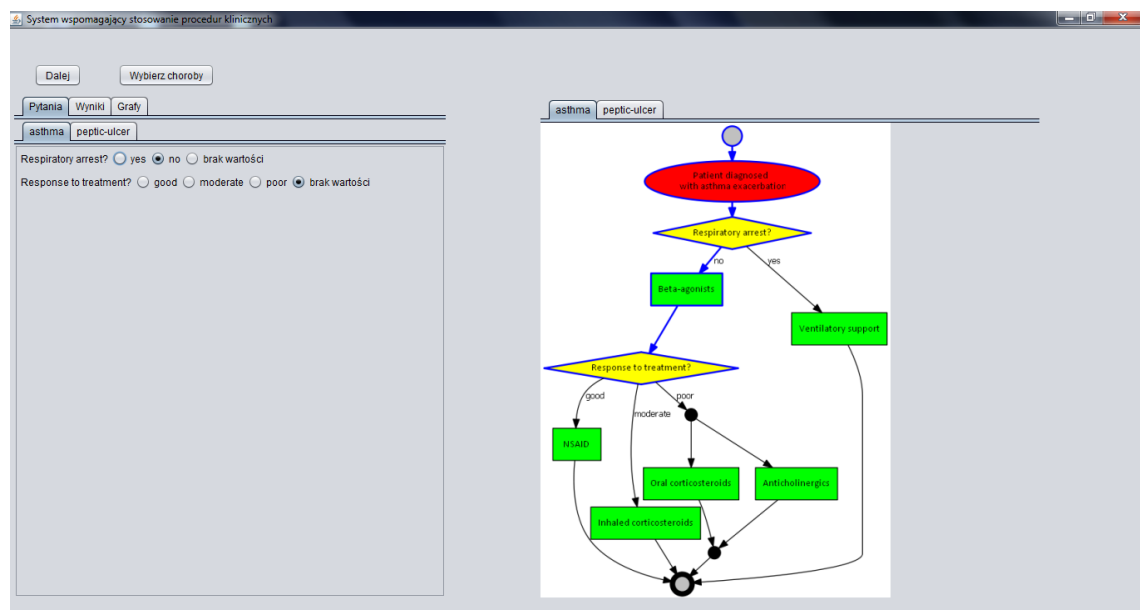 System wspomagający stosowanie procedur klinicznych
Dalej
Wybierz choroby
Pytania Wyniki Grafy
asthma peptic-ulcer
Respiratory arrest? yes no brak wartości
Response to treatment? good moderate poor brak wartości
asthma peptic-ulcer
Patient diagnosed
with asthma exacerbation
Respiratory arrest?
no
yes
Beta-agonists
Ventilatory support
Response to treatment?
good
moderate
poor
NSAID
Oral corticosteroids
Anticholinergics
Inhaled corticosteroids